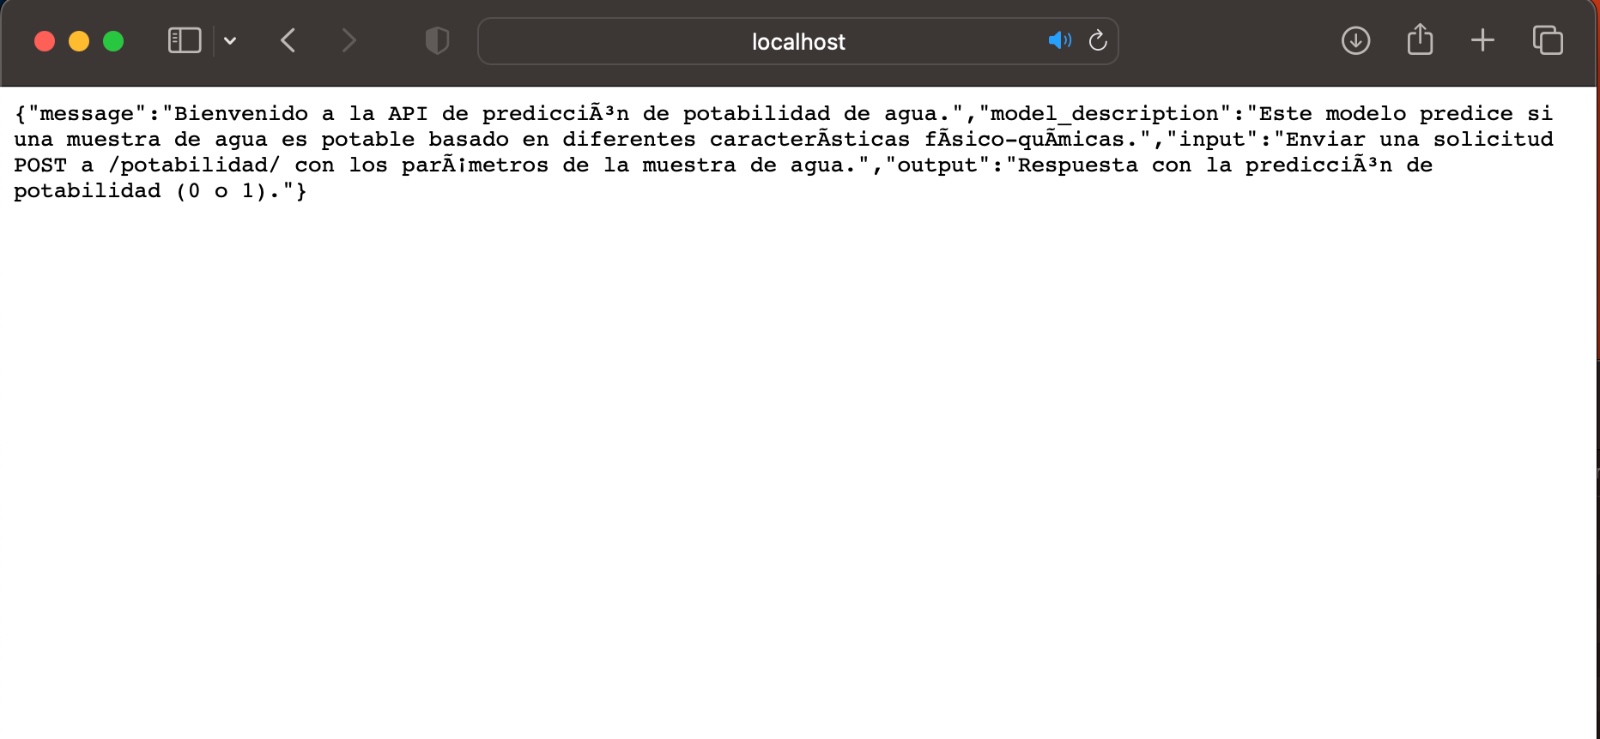 localhost
{"message":"Bienvenido a la API de predicciÃ³n de potabilidad de agua.","model_description":"Este modelo predice si
una muestra de agua es potable basado en diferentes caracterÃsticas fÃsico-quÃmicas.","input":"Enviar una solicitud
POST a /potabilidad/ con los parÃ¡metros de la muestra de agua.","output":"Respuesta con la predicciÃ³n de
potabilidad (0 o 1)."}